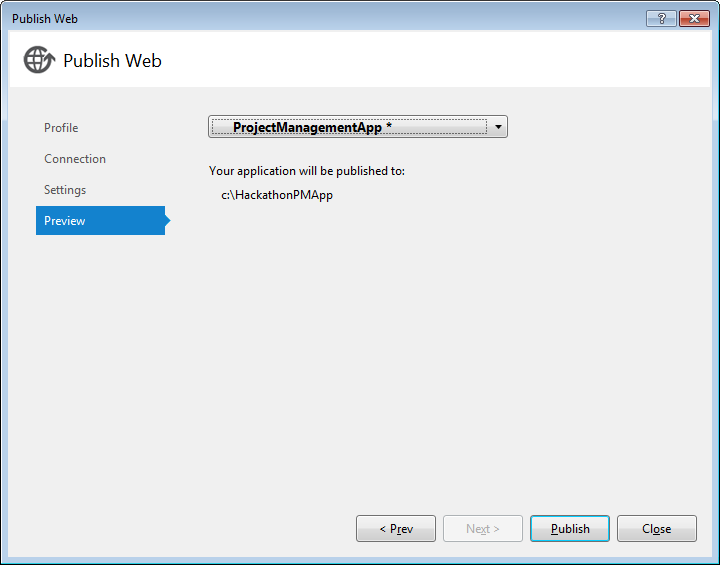 Publish Web
?
Publish Web
Profile
Connection
Settings
Preview
ProjectManagementApp *
Your application will be published to:
c:\HackathonPMApp
< Prev
Next >
Publish
Close